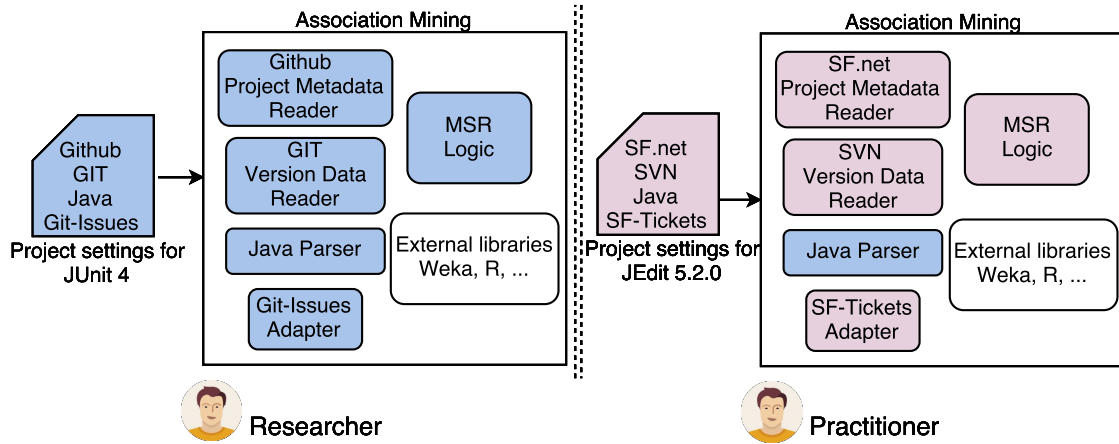 Association Mining
Github
Project Metadata
Reader
MSR
Logic
GIT
Version Data
Reader
Java Parser
External libraries
Weka, R, ...
Git-Issues
Adapter
Github
GIT
Java
Git-Issues
Project settings for
JUnit 4
Researcher
Association Mining
SF.net
Project Metadata
Reader
MSR
Logic
SVN
Version Data
Reader
Java Parser
External libraries
Weka, R, ...
SF-Tickets
Adapter
SF.net
SVN
Java
SF-Tickets
Project settings for
JEdit 5.2.0
Practitioner